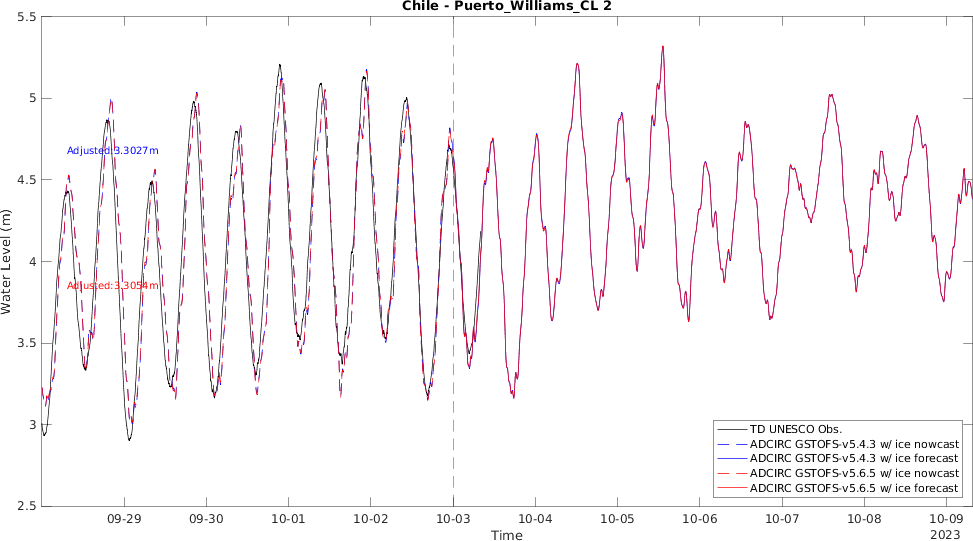 Chile - Puerto_Williams_CL 2
5.5
5
4.5
4
3.5
3
2.5
Water Level (m)
Adjusted:3.3027m
Adjusted:3.3054m
TD UNESCO Obs.
ADCIRC GSTOFS-v5.4.3 w/ ice nowcast
ADCIRC GSTOFS-v5.4.3 w/ ice forecast
ADCIRC GSTOFS-v5.6.5 w/ ice nowcast
ADCIRC GSTOFS-v5.6.5 w/ ice forecast
09-29 09-30 10-01 10-02 10-03 10-04 10-05 10-06 10-07 10-08 10-09
2023
Time